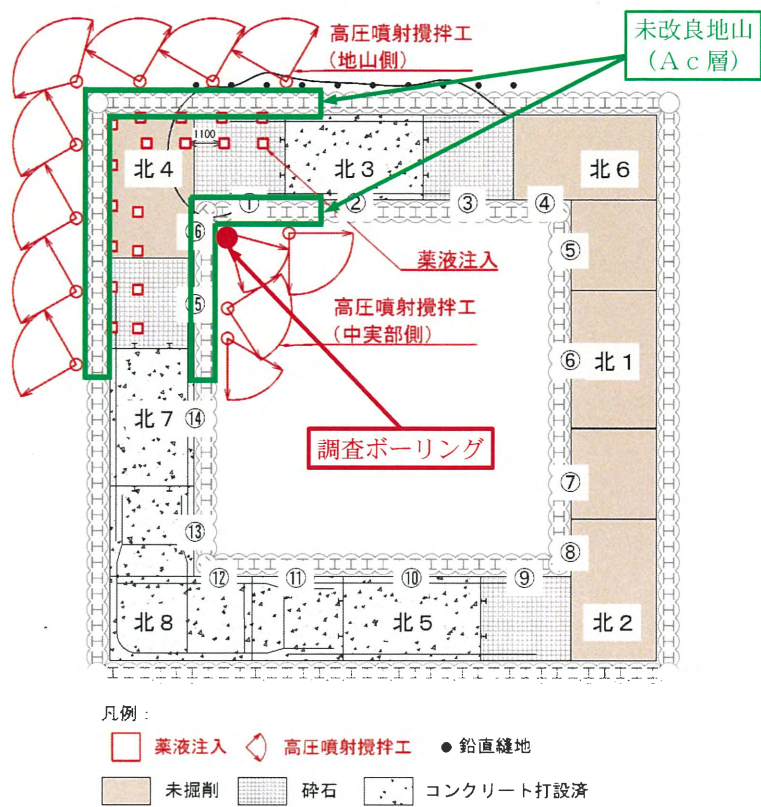 高圧噴射攪拌工
(地山側)
未改良地山
(Ac層)
1100
北4
北3
北6
①
②
③
④
⑯
⑤
薬液注入
⑮
高圧噴射攪拌工
(中実部側)
⑥
北1
北7
⑭
調査ボーリング
⑦
⑬
⑧
⑫
⑪
⑩
⑨
北8
北5
北2
凡例:
薬液注入
高圧噴射攪拌工
鉛直縫地
未掘削
砕石
コンクリート打設済